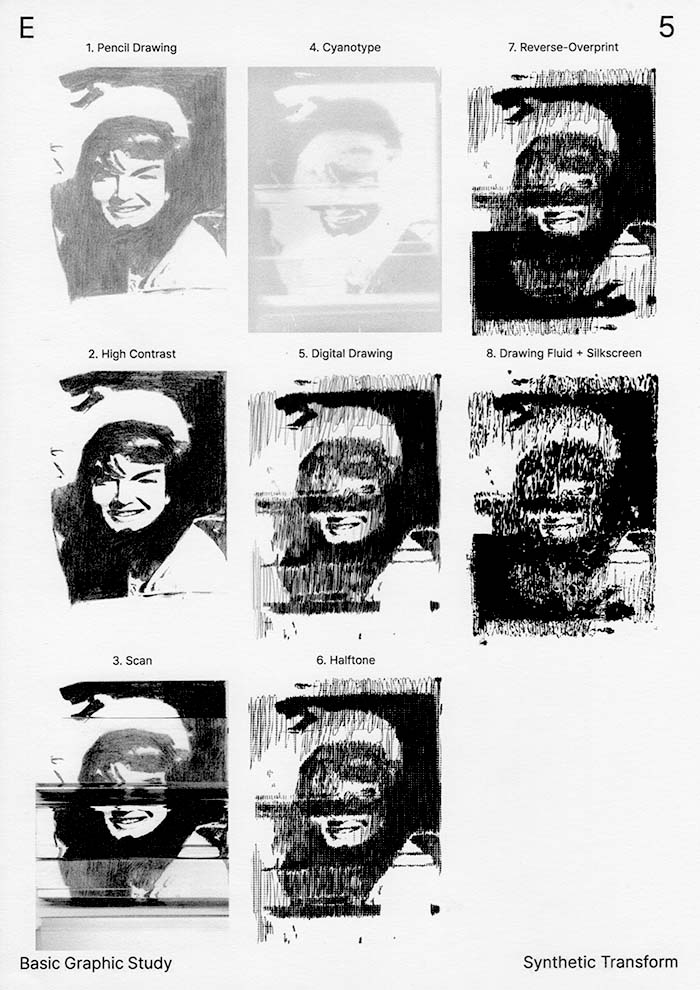 E
5
1. Pencil Drawing
4. Cyanotype
7. Reverse-Overprint
2. High Contrast
5. Digital Drawing
8. Drawing Fluid + Silkscreen
3. Scan
6. Halftone
Basic Graphic Study
Synthetic Transform